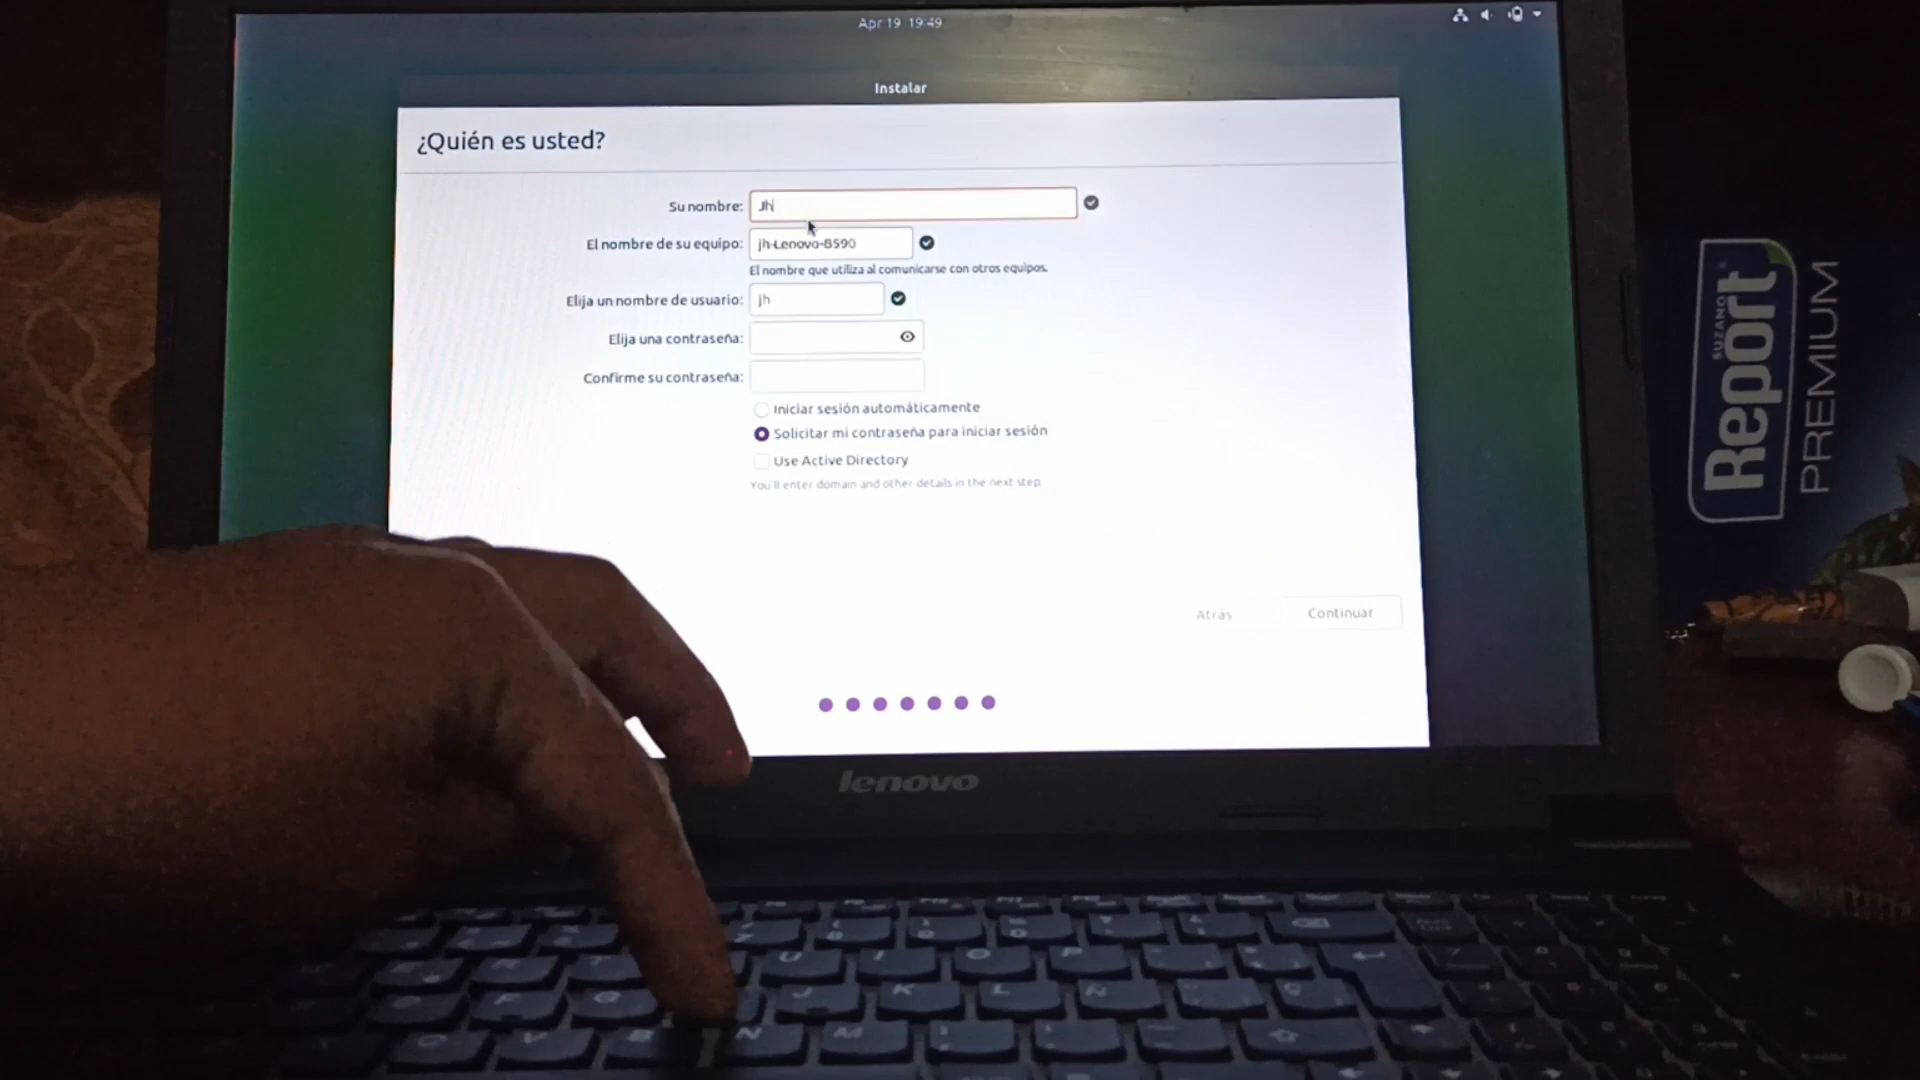 Apr 19 19:49
Instalar
¿Quién es usted?
Su nombre: Jh
El nombre de su equipo: jh-Lenovo-B590
El nombre que utiliza al comunicarse con otros equipos.
Elija un nombre de usuario: jh
Elija una contraseña:
Confirme su contraseña:
Iniciar sesión automáticamente
Solicitar mi contraseña para iniciar sesión
Use Active Directory
You'll enter domain and other details in the next step.
Atrás Continuar
lenovo
SUZANO
Report
PREMIUM
U I O P
J K L Ñ
N M